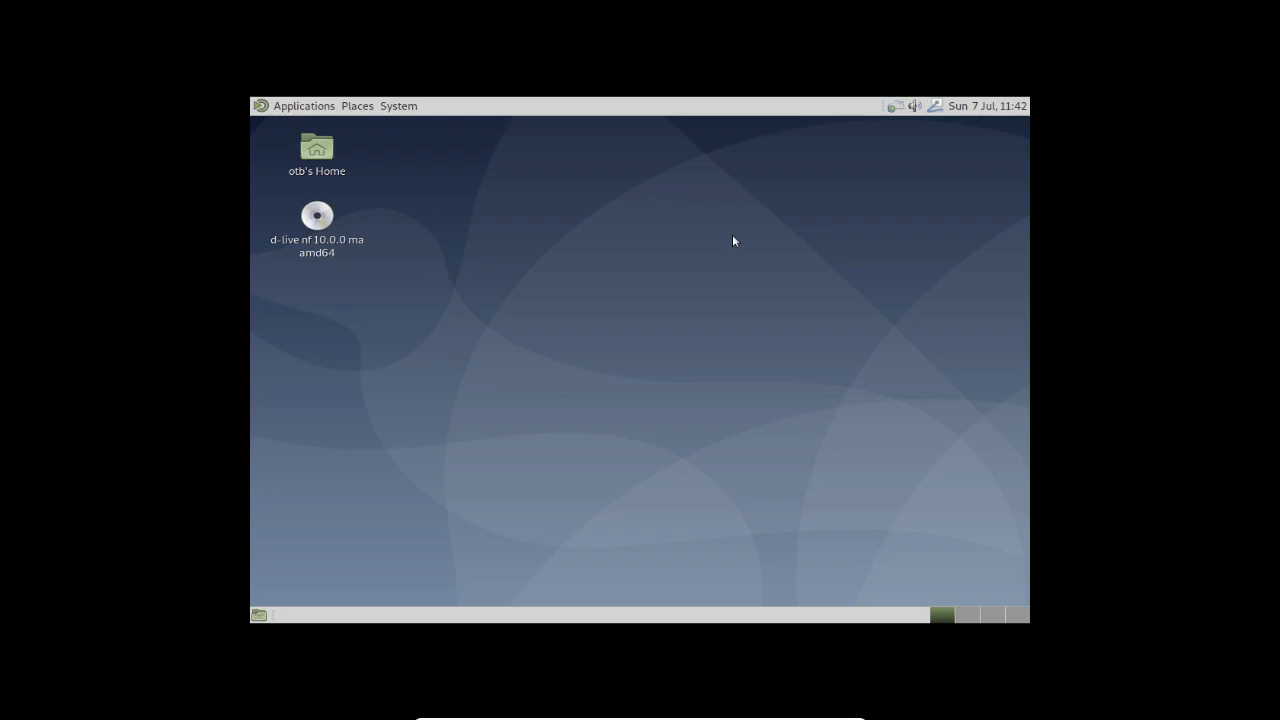 Applications Places System
Sun 7 Jul, 11:42
otb's Home
d-live nf 10.0.0 ma
amd64